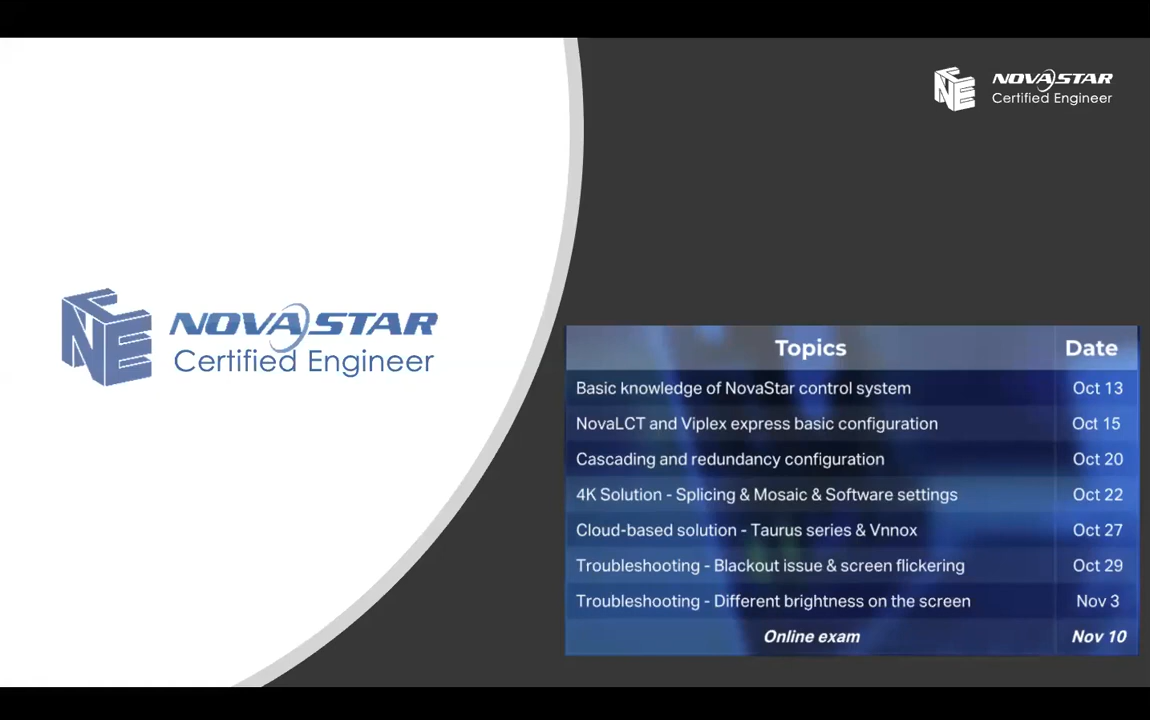 NE
NOVASTAR
Certified Engineer
NE
NOVASTAR
Certified Engineer
Topics Date
Basic knowledge of NovaStar control system Oct 13
NovaLCT and Viplex express basic configuration Oct 15
Cascading and redundancy configuration Oct 20
4K Solution - Splicing & Mosaic & Software settings Oct 22
Cloud-based solution - Taurus series & Vnnox Oct 27
Troubleshooting - Blackout issue & screen flickering Oct 29
Troubleshooting - Different brightness on the screen Nov 3
Online exam Nov 10